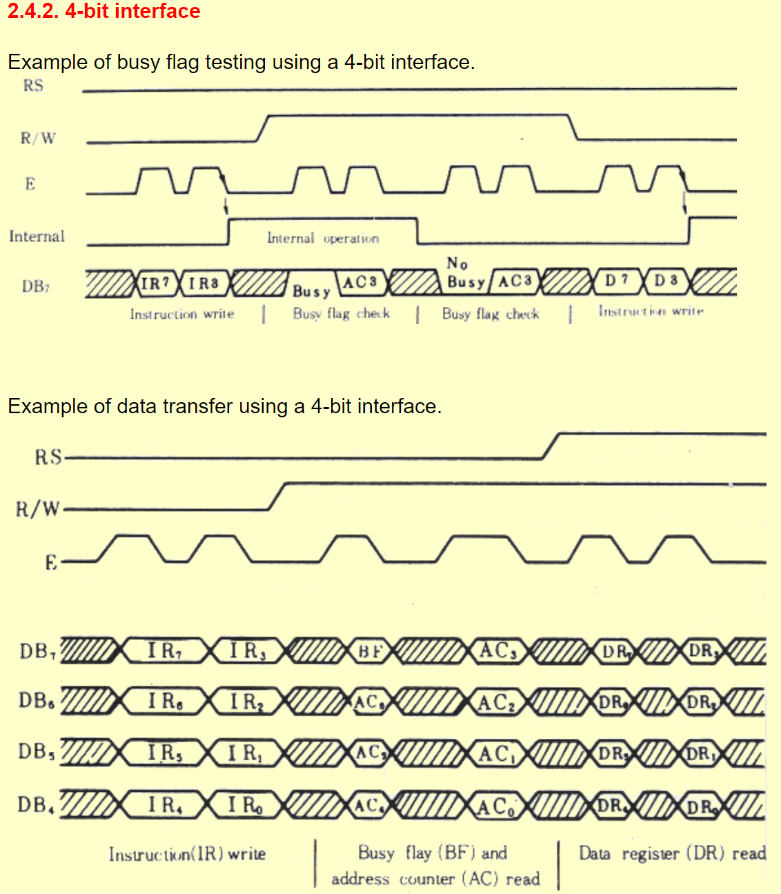 2.4.2. 4-bit interface
Example of busy flag testing using a 4-bit interface.
RS
R/W
E
Internal
Internal operation
DB₇
IR7 IR3 Busy AC3 No Busy AC3 D7 D3
Instruction write | Busy flag check | Busy flag check | Instruction write
Example of data transfer using a 4-bit interface.
RS
R/W
E
DB₇ IR₇ IR₃ BF AC₃ DR₇ DR₃
DB₆ IR₆ IR₂ AC₆ AC₂ DR₆ DR₂
DB₅ IR₅ IR₁ AC₅ AC₁ DR₅ DR₁
DB₄ IR₄ IR₀ AC₄ AC₀ DR₄ DR₀
Instruction(IR) write | Busy flay (BF) and | Data register (DR) read
address counter (AC) read